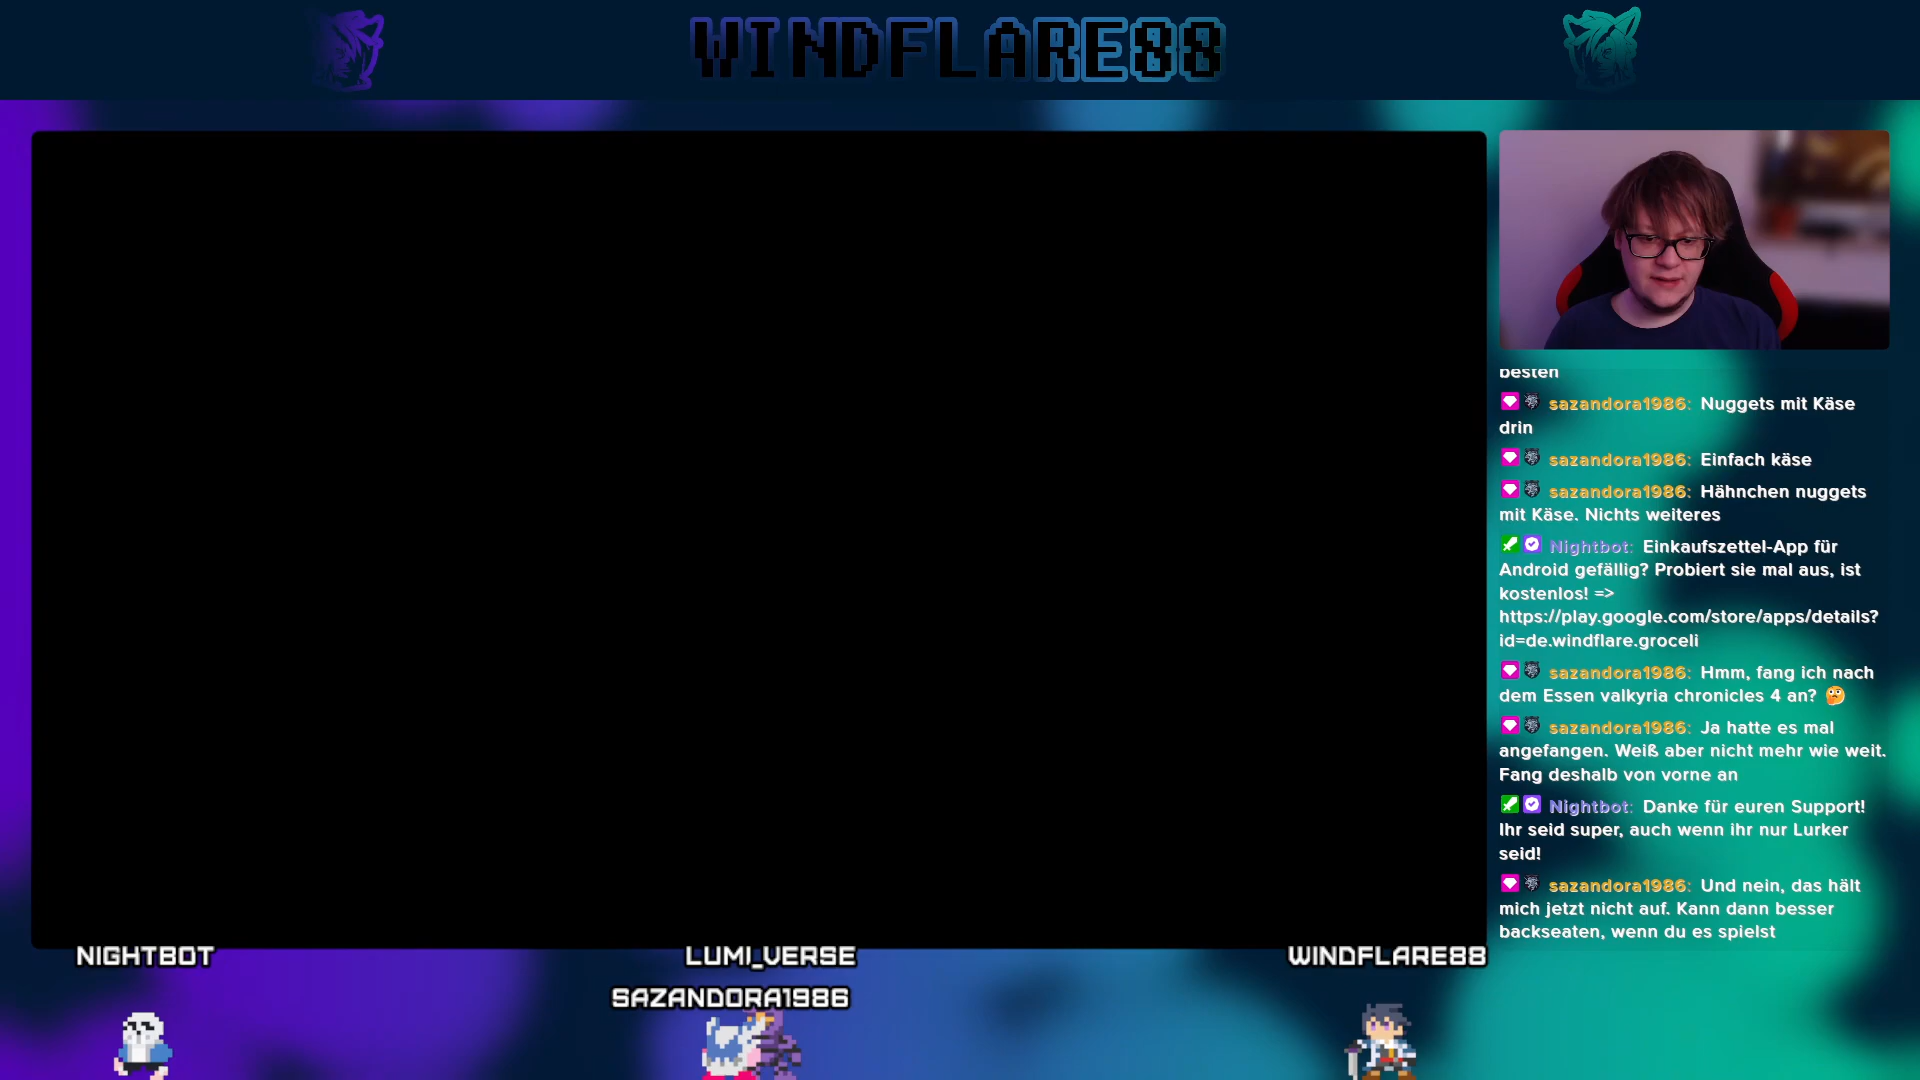 WINDFLARE88
besten
sazandora1986: Nuggets mit Käse
drin
sazandora1986: Einfach käse
sazandora1986: Hähnchen nuggets
mit Käse. Nichts weiteres
Nightbot: Einkaufszettel-App für
Android gefällig? Probiert sie mal aus, ist
kostenlos! =>
https://play.google.com/store/apps/details?
id=de.windflare.groceli
sazandora1986: Hmm, fang ich nach
dem Essen valkyria chronicles 4 an? 🤔
sazandora1986: Ja hatte es mal
angefangen. Weiß aber nicht mehr wie weit.
Fang deshalb von vorne an
Nightbot: Danke für euren Support!
Ihr seid super, auch wenn ihr nur Lurker
seid!
sazandora1986: Und nein, das hält
mich jetzt nicht auf. Kann dann besser
backseaten, wenn du es spielst
NIGHTBOT
LUMI_VERSE
WINDFLARE88
SAZANDORA1986